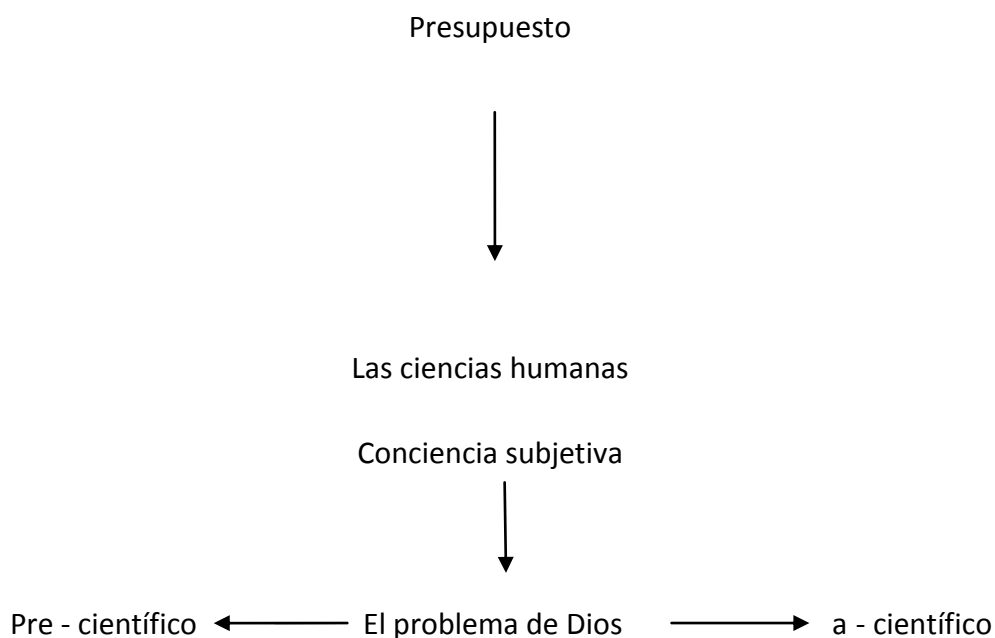 Presupuesto
Las ciencias humanas
Conciencia subjetiva
Pre - científico El problema de Dios a - científico